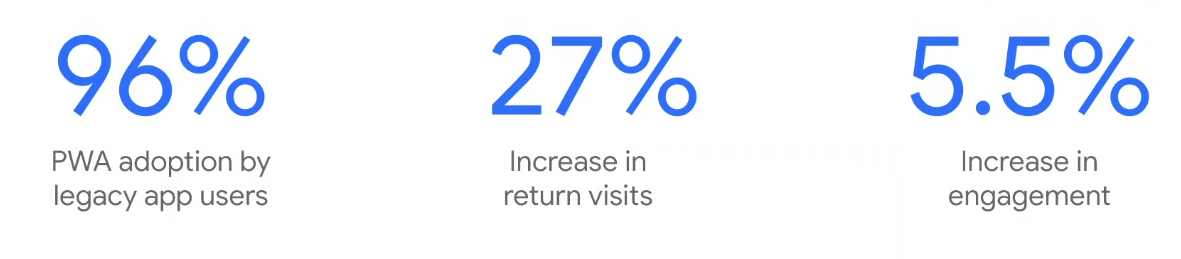 96%
PWA adoption by
legacy app users
27%
Increase in
return visits
5.5%
Increase in
engagement